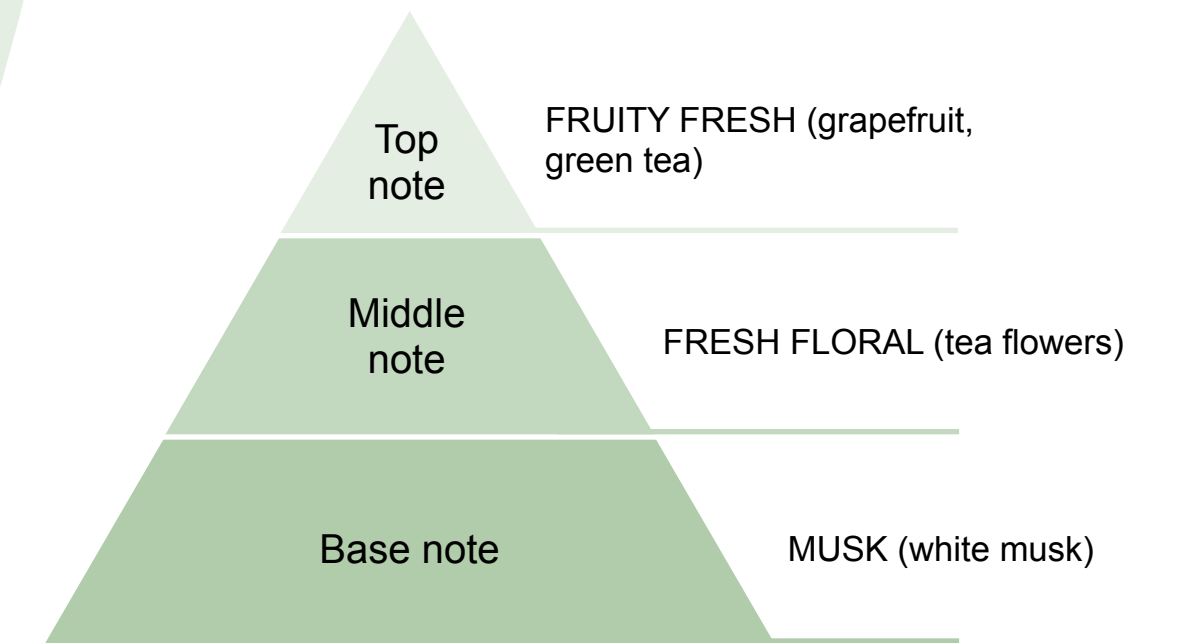 Top
note
FRUITY FRESH (grapefruit,
green tea)
Middle
note
FRESH FLORAL (tea flowers)
Base note
MUSK (white musk)